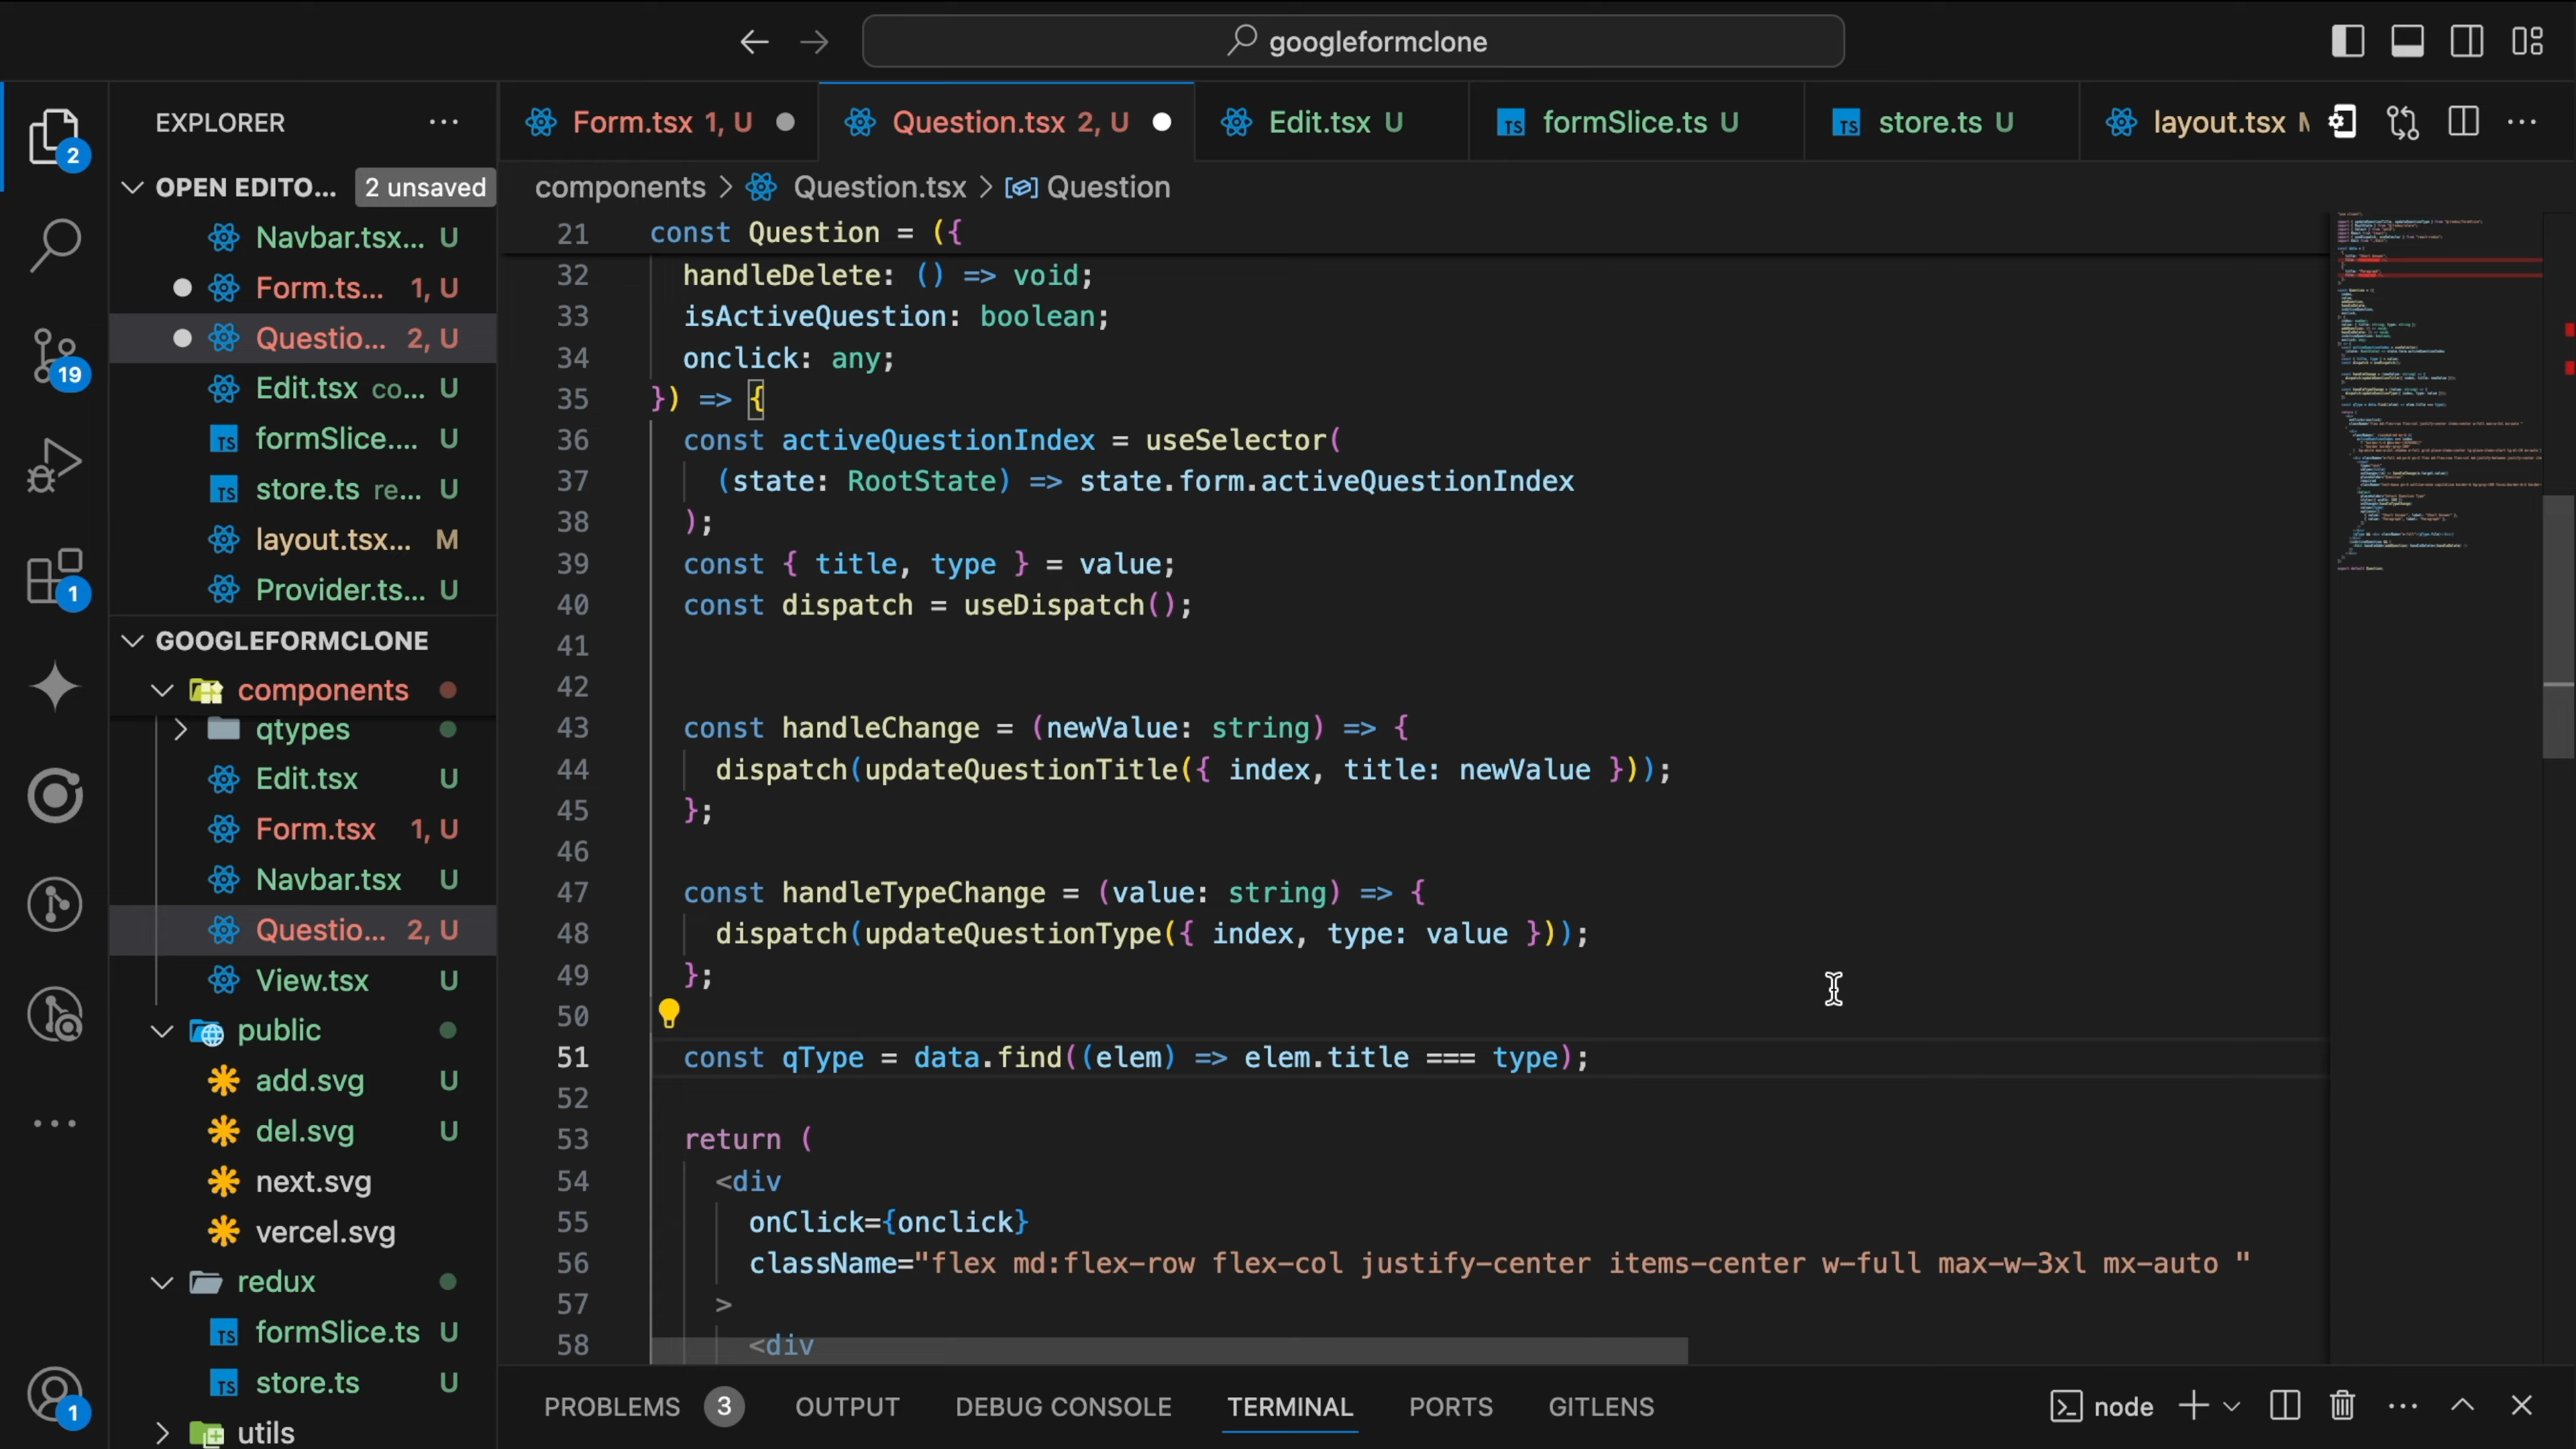 googleformclone
EXPLORER
Form.tsx 1, U
Question.tsx 2, U
Edit.tsx U
formSlice.ts U
store.ts U
layout.tsx
OPEN EDITO... 2 unsaved
components > Question.tsx > Question
Navbar.tsx... U
Form.ts... 1, U
Questio... 2, U
Edit.tsx co... U
formSlice.... U
store.ts re... U
layout.tsx... M
Provider.ts... U
GOOGLEFORMCLONE
components
qtypes
Edit.tsx U
Form.tsx 1, U
Navbar.tsx U
Questio... 2, U
View.tsx U
public
add.svg U
del.svg U
next.svg
vercel.svg
redux
formSlice.ts U
store.ts U
utils
2
19
1
1
21 const Question = ({
32 handleDelete: () => void;
33 isActiveQuestion: boolean;
34 onclick: any;
35 }) => {
36 const activeQuestionIndex = useSelector(
37 (state: RootState) => state.form.activeQuestionIndex
38 );
39 const { title, type } = value;
40 const dispatch = useDispatch();
41
42
43 const handleChange = (newValue: string) => {
44 dispatch(updateQuestionTitle({ index, title: newValue }));
45 };
46
47 const handleTypeChange = (value: string) => {
48 dispatch(updateQuestionType({ index, type: value }));
49 };
50
51 const qType = data.find((elem) => elem.title === type);
52
53 return (
54 <div
55 onClick={onclick}
56 className="flex md:flex-row flex-col justify-center items-center w-full max-w-3xl mx-auto "
57 >
58 <div
PROBLEMS 3 OUTPUT DEBUG CONSOLE TERMINAL PORTS GITLENS
node